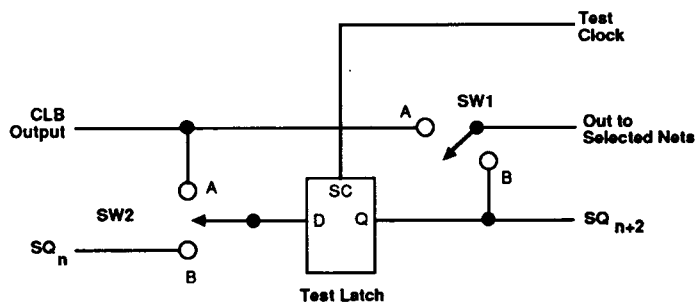 Test
Clock
CLB
Output
A
SW1
Out to
Selected Nets
A
B
SC
SW2
D
Q
SQ n+2
SQ n
B
Test Latch